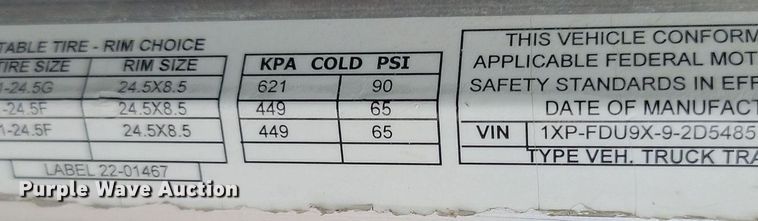 TABLE TIRE - RIM CHOICE
TIRE SIZE RIM SIZE
1-24.5G 24.5X8.5
1-24.5F 24.5X8.5
1-24.5F 24.5X8.5
LABEL 22-01467
KPA COLD PSI
621 90
449 65
449 65
THIS VEHICLE CONFORM
APPLICABLE FEDERAL MOT
SAFETY STANDARDS IN EFF
DATE OF MANUFACT
VIN 1XP-FDU9X-9-2D5485
TYPE VEH. TRUCK TRA
Purple Wave Auction